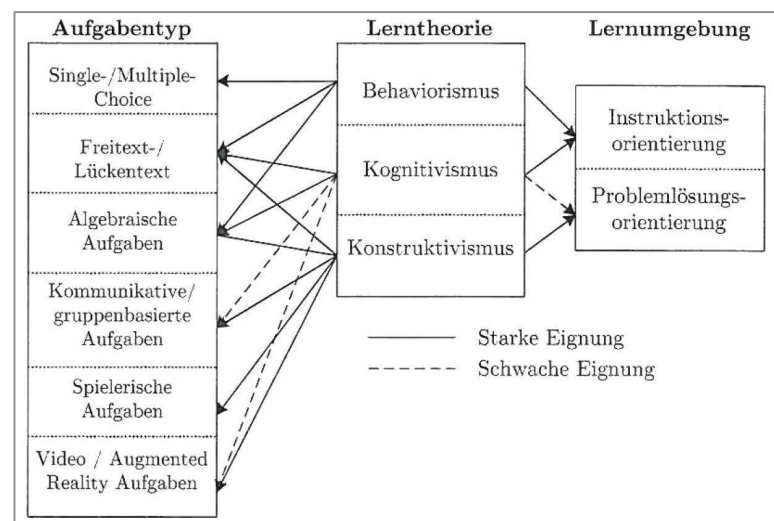 Aufgabentyp
Single-/Multiple-
Choice
Freitext-/
Lückentext
Algebraische
Aufgaben
Kommunikative/
gruppenbasierte
Aufgaben
Spielerische
Aufgaben
Video / Augmented
Reality Aufgaben
Lerntheorie
Behaviorismus
Kognitivismus
Konstruktivismus
Lernumgebung
Instruktions-
orientierung
Problemlösungs-
orientierung
Starke Eignung
Schwache Eignung